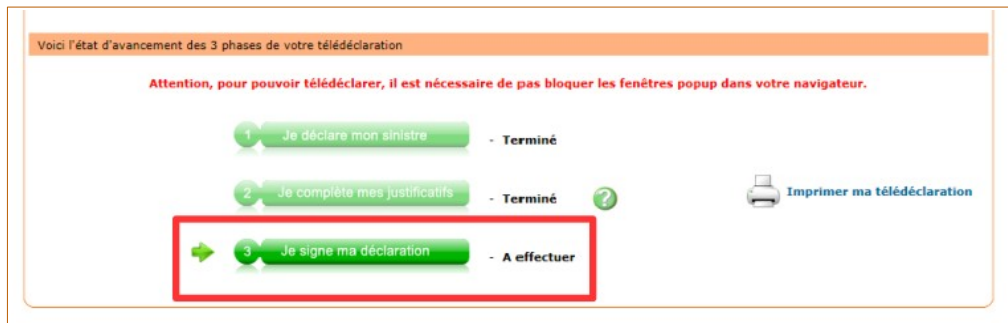 Voici l'état d'avancement des 3 phases de votre télédéclaration
Attention, pour pouvoir télédéclarer, il est nécessaire de pas bloquer les fenêtres popup dans votre navigateur.
1 Je déclare mon sinistre - Terminé
2 Je complète mes justificatifs - Terminé ?
Imprimer ma télédéclaration
3 Je signe ma déclaration - A effectuer